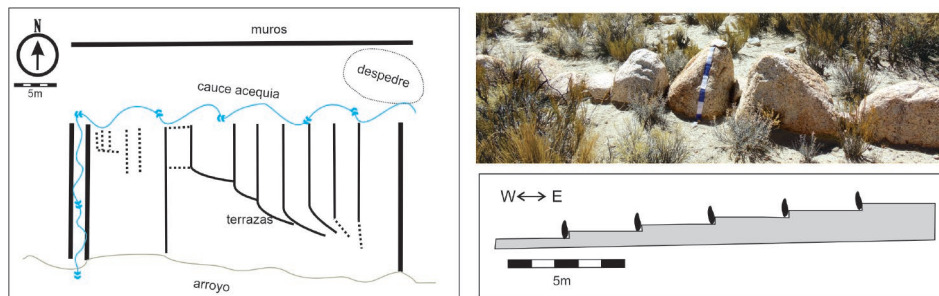 muros
despedre
5m
cauce acequia
terrazas
arroyo
W E
5m